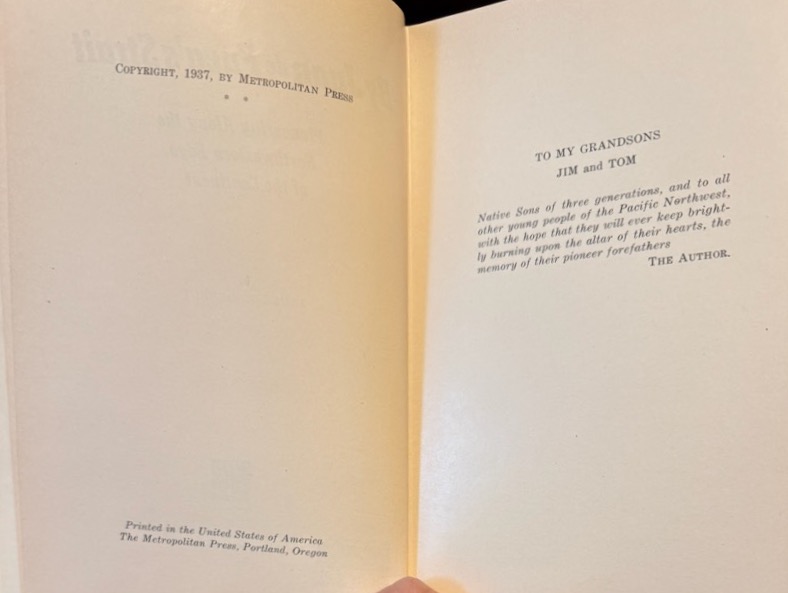 COPYRIGHT, 1937, BY METROPOLITAN PRESS
* *
Printed in the United States of America
The Metropolitan Press, Portland, Oregon
TO MY GRANDSONS
JIM and TOM
Native Sons of three generations, and to all
other young people of the Pacific Northwest,
with the hope that they will ever keep bright-
ly burning upon the altar of their hearts, the
memory of their pioneer forefathers
THE AUTHOR.